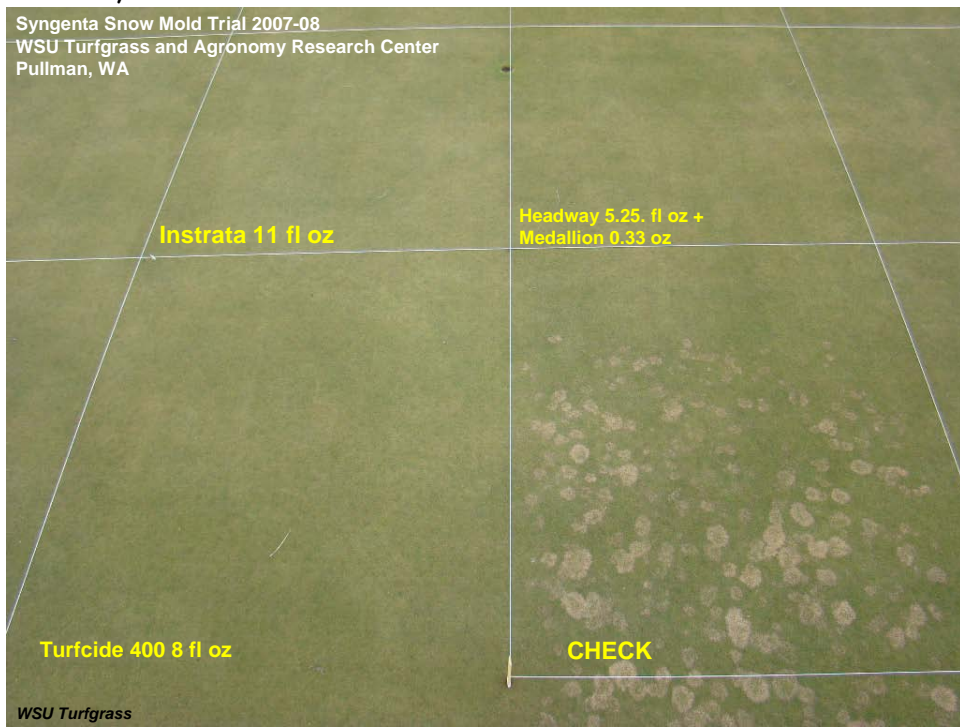 Syngenta Snow Mold Trial 2007-08
WSU Turfgrass and Agronomy Research Center
Pullman, WA
Instrata 11 fl oz
Headway 5.25. fl oz +
Medallion 0.33 oz
Turfcide 400 8 fl oz
CHECK
WSU Turfgrass